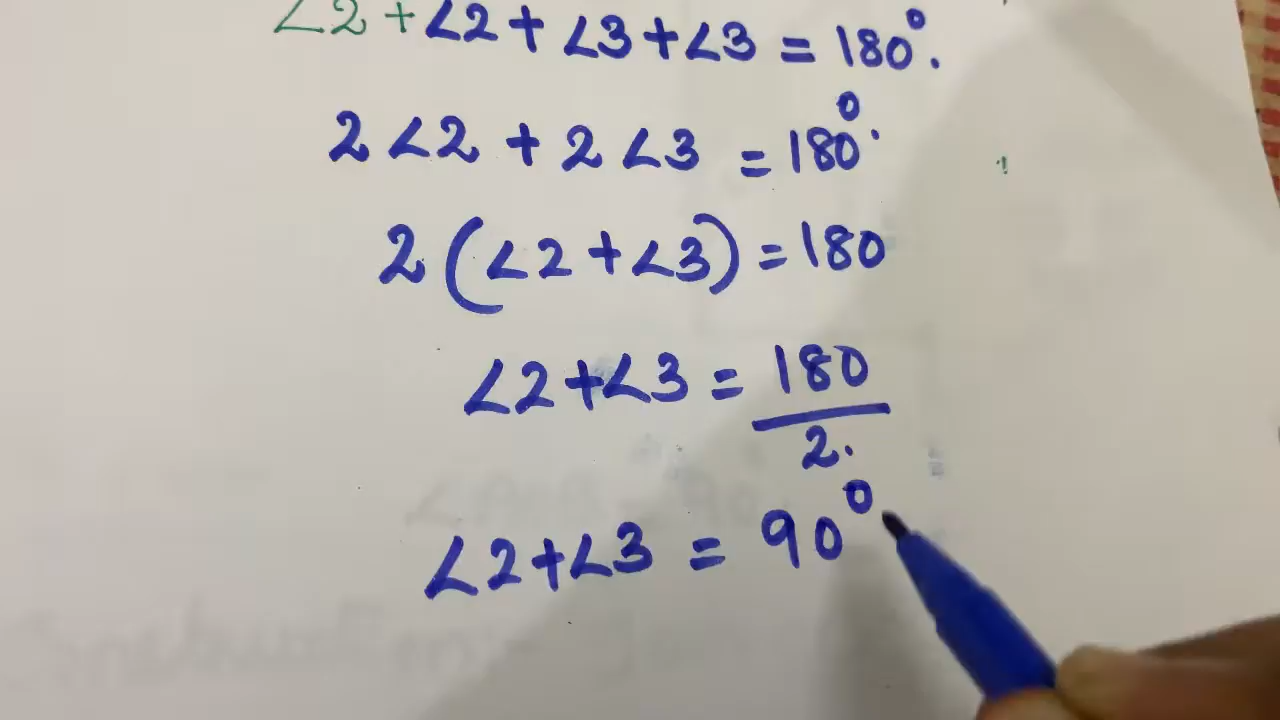 ∠2 + ∠2 + ∠3 + ∠3 = 180°.
2 ∠2 + 2 ∠3 = 180°.
2 (∠2 + ∠3) = 180
∠2 + ∠3 = 180/2.
∠2 + ∠3 = 90°